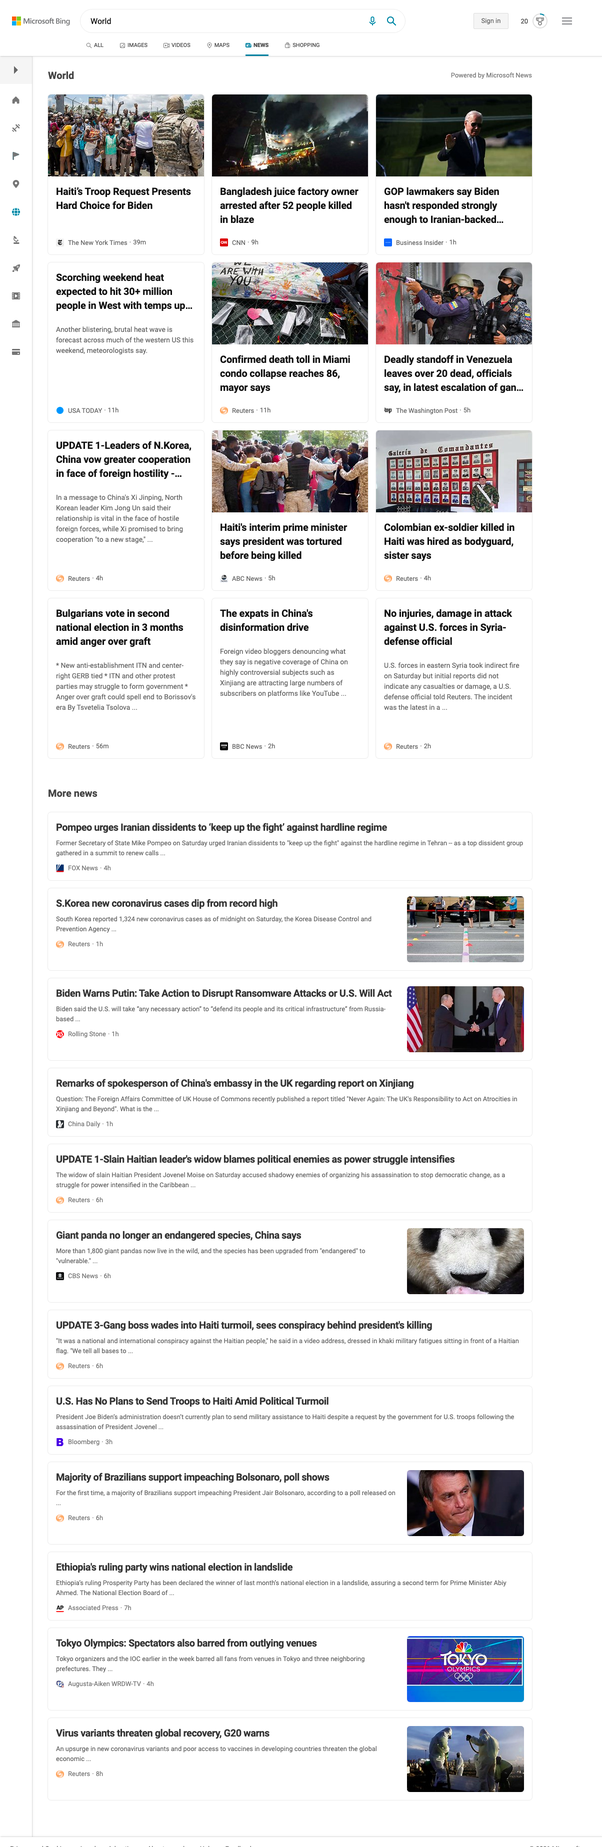 Microsoft Bing
World
Sign in
20
ALL
IMAGES
VIDEOS
MAPS
NEWS
SHOPPING
World
Powered by Microsoft News
Haiti's Troop Request Presents
Hard Choice for Biden
The New York Times · 39m
Bangladesh juice factory owner
arrested after 52 people killed
in blaze
CNN · 9h
GOP lawmakers say Biden
hasn't responded strongly
enough to Iranian-backed...
Business Insider · 1h
Scorching weekend heat
expected to hit 30+ million
people in West with temps up...
Another blistering, brutal heat wave is
forecast across much of the western US this
weekend, meteorologists say.
USA TODAY · 11h
WE
ARE WITH
YOU
Confirmed death toll in Miami
condo collapse reaches 86,
mayor says
Reuters · 11h
Deadly standoff in Venezuela
leaves over 20 dead, officials
say, in latest escalation of gan...
The Washington Post · 5h
UPDATE 1-Leaders of N.Korea,
China vow greater cooperation
in face of foreign hostility -...
In a message to China's Xi Jinping, North
Korean leader Kim Jong Un said their
relationship is vital in the face of hostile
foreign forces, while Xi promised to bring
cooperation "to a new stage," ...
Reuters · 4h
Haiti's interim prime minister
says president was tortured
before being killed
ABC News · 5h
Galería de Comandantes
Colombian ex-soldier killed in
Haiti was hired as bodyguard,
sister says
Reuters · 4h
Bulgarians vote in second
national election in 3 months
amid anger over graft
* New anti-establishment ITN and center-
right GERB tied * ITN and other protest
parties may struggle to form government *
Anger over graft could spell end to Borissov's
era By Tsvetelia Tsolova ...
Reuters · 56m
The expats in China's
disinformation drive
Foreign video bloggers denouncing what
they say is negative coverage of China on
highly controversial subjects such as
Xinjiang are attracting large numbers of
subscribers on platforms like YouTube ...
BBC News · 2h
No injuries, damage in attack
against U.S. forces in Syria-
defense official
U.S. forces in eastern Syria took indirect fire
on Saturday but initial reports did not
indicate any casualties or damage, a U.S.
defense official told Reuters. The incident
was the latest in a ...
Reuters · 2h
More news
Pompeo urges Iranian dissidents to 'keep up the fight' against hardline regime
Former Secretary of State Mike Pompeo on Saturday urged Iranian dissidents to "keep up the fight" against the hardline regime in Tehran -- as a top dissident group
gathered in a summit to renew calls ...
FOX News · 4h
S.Korea new coronavirus cases dip from record high
South Korea reported 1,324 new coronavirus cases as of midnight on Saturday, the Korea Disease Control and
Prevention Agency ...
Reuters · 1h
Biden Warns Putin: Take Action to Disrupt Ransomware Attacks or U.S. Will Act
Biden said the U.S. will take "any necessary action" to "defend its people and its critical infrastructure" from Russia-
based ...
Rolling Stone · 1h
Remarks of spokesperson of China's embassy in the UK regarding report on Xinjiang
Question: The Foreign Affairs Committee of UK House of Commons recently published a report titled "Never Again: The UK's Responsibility to Act on Atrocities in
Xinjiang and Beyond". What is the ...
China Daily · 1h
UPDATE 1-Slain Haitian leader's widow blames political enemies as power struggle intensifies
The widow of slain Haitian President Jovenel Moise on Saturday accused shadowy enemies of organizing his assassination to stop democratic change, as a
struggle for power intensified in the Caribbean ...
Reuters · 6h
Giant panda no longer an endangered species, China says
More than 1,800 giant pandas now live in the wild, and the species has been upgraded from "endangered" to
"vulnerable." ...
CBS News · 6h
UPDATE 3-Gang boss wades into Haiti turmoil, sees conspiracy behind president's killing
"It was a national and international conspiracy against the Haitian people," he said in a video address, dressed in khaki military fatigues sitting in front of a Haitian
flag. "We tell all bases to ...
Reuters · 6h
U.S. Has No Plans to Send Troops to Haiti Amid Political Turmoil
President Joe Biden's administration doesn't currently plan to send military assistance to Haiti despite a request by the government for U.S. troops following the
assassination of President Jovenel ...
Bloomberg · 3h
Majority of Brazilians support impeaching Bolsonaro, poll shows
For the first time, a majority of Brazilians support impeaching President Jair Bolsonaro, according to a poll released on
...
Reuters · 6h
Ethiopia's ruling party wins national election in landslide
Ethiopia's ruling Prosperity Party has been declared the winner of last month's national election in a landslide, assuring a second term for Prime Minister Abiy
Ahmed. The National Election Board of ...
AP Associated Press · 7h
Tokyo Olympics: Spectators also barred from outlying venues
Tokyo organizers and the IOC earlier in the week barred all fans from venues in Tokyo and three neighboring
prefectures. They ...
Augusta-Aiken WRDW-TV · 4h
TOKYO
OLYMPICS
Virus variants threaten global recovery, G20 warns
An upsurge in new coronavirus variants and poor access to vaccines in developing countries threaten the global
economic ...
Reuters · 8h